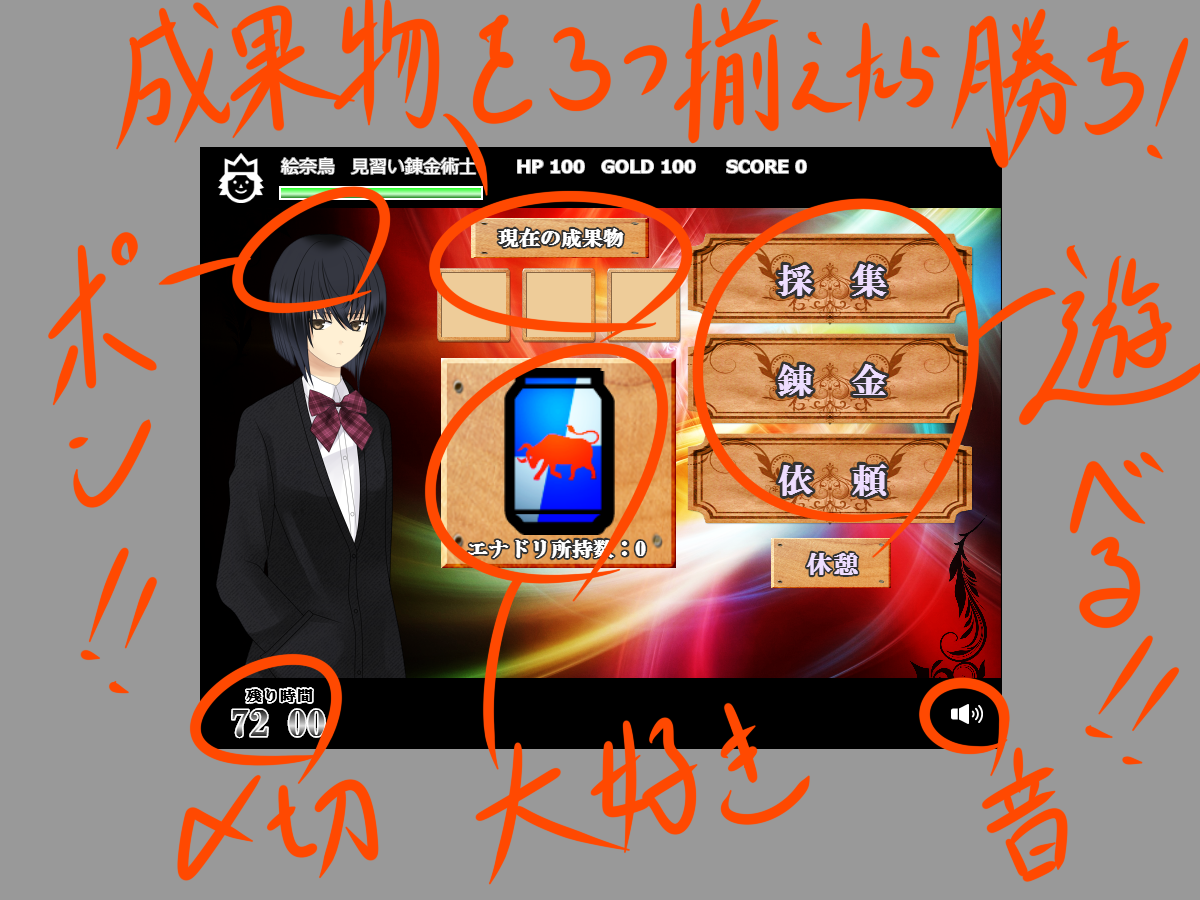 成果物を3つ揃えたら勝ち!
絵奈鳥 見習い錬金術士 HP 100 GOLD 100 SCORE 0
現在の成果物
採 集
錬 金
依 頼
休憩
エナドリ所持数:0
残り時間
72 00
ポン!!
遊べる!!
〆切
大好き
音